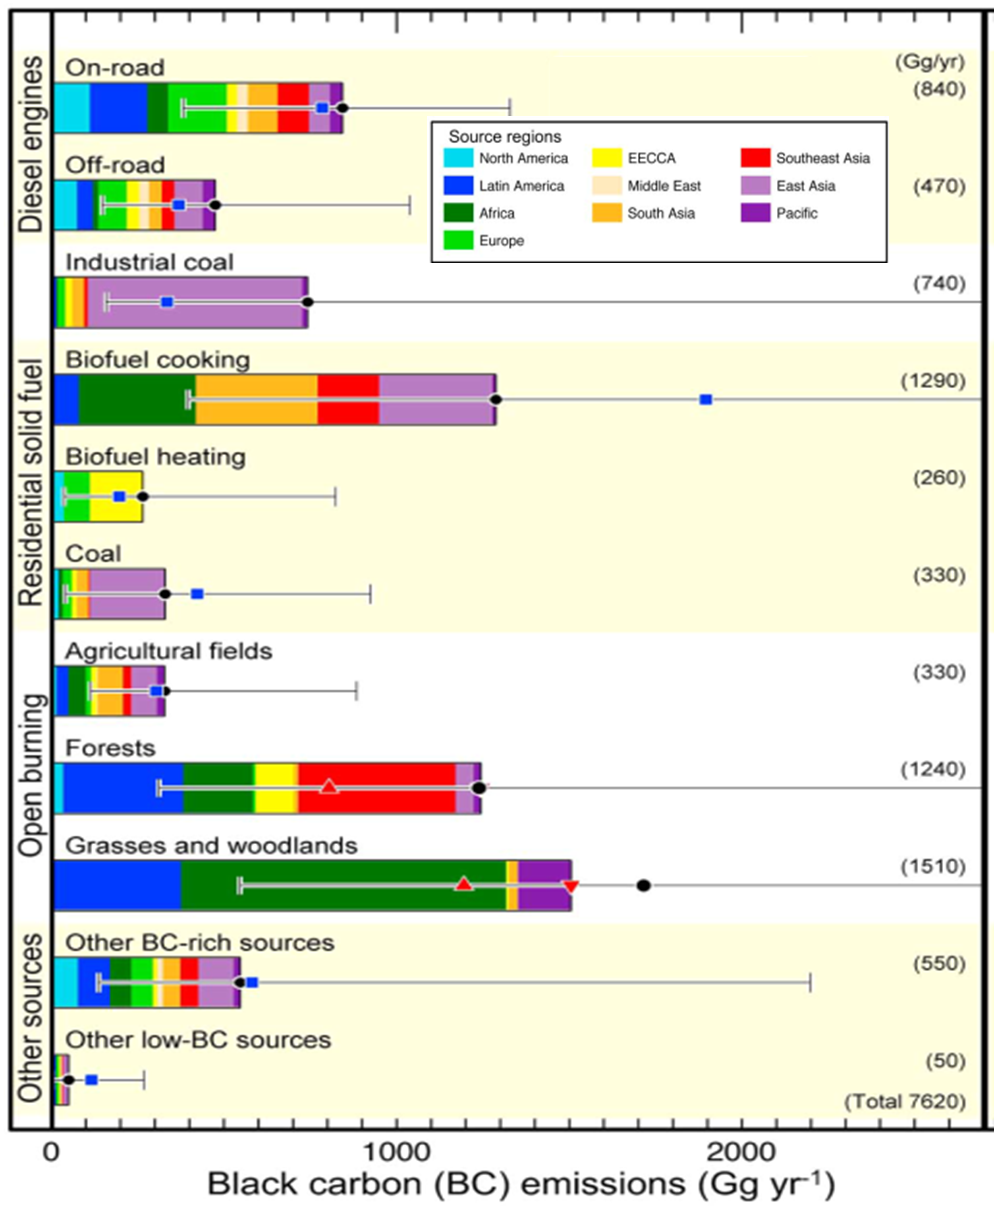 Diesel engines
On-road
(Gg/yr)
(840)
Off-road
(470)
Source regions
North America
Latin America
Africa
Europe
EECCA
Middle East
South Asia
Southeast Asia
East Asia
Pacific
Industrial coal
(740)
Residential solid fuel
Biofuel cooking
(1290)
Biofuel heating
(260)
Coal
(330)
Open burning
Agricultural fields
(330)
Forests
(1240)
Grasses and woodlands
(1510)
Other sources
Other BC-rich sources
(550)
Other low-BC sources
(50)
(Total 7620)
0 1000 2000
Black carbon (BC) emissions (Gg yr⁻¹)